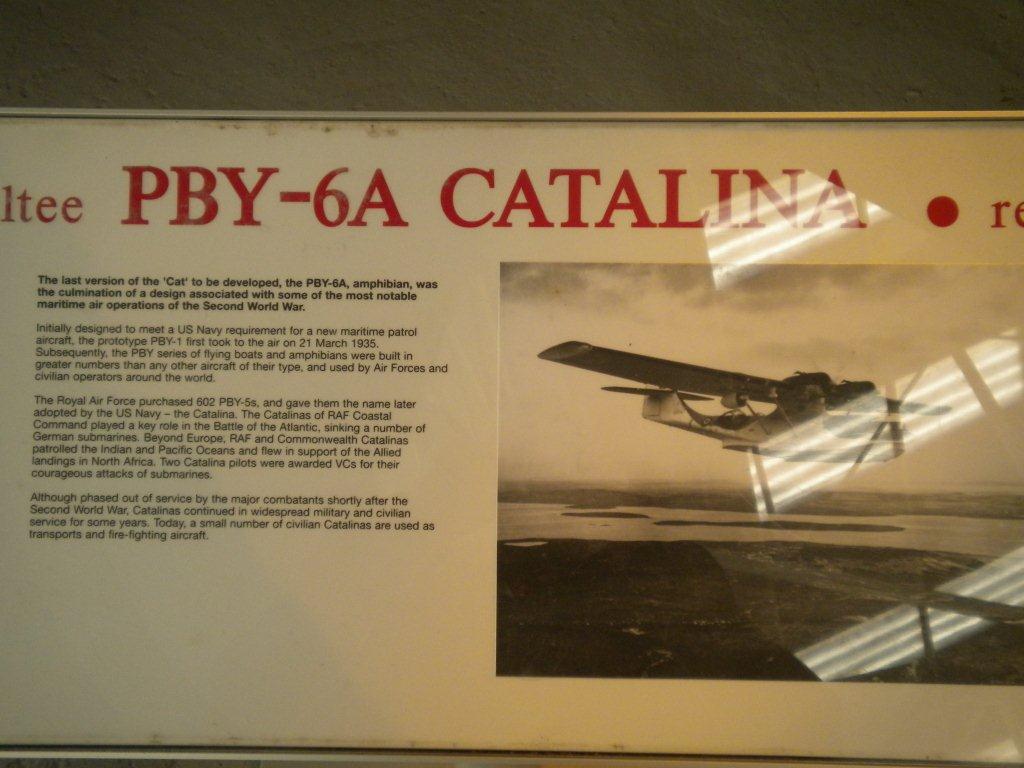 ltee PBY-6A CATALINA • re
The last version of the 'Cat' to be developed, the PBY-6A, amphibian, was
the culmination of a design associated with some of the most notable
maritime air operations of the Second World War.
Initially designed to meet a US Navy requirement for a new maritime patrol
aircraft, the prototype PBY-1 first took to the air on 21 March 1935.
Subsequently, the PBY series of flying boats and amphibians were built in
greater numbers than any other aircraft of their type, and used by Air Forces and
civilian operators around the world.
The Royal Air Force purchased 602 PBY-5s, and gave them the name later
adopted by the US Navy – the Catalina. The Catalinas of RAF Coastal
Command played a key role in the Battle of the Atlantic, sinking a number of
German submarines. Beyond Europe, RAF and Commonwealth Catalinas
patrolled the Indian and Pacific Oceans and flew in support of the Allied
landings in North Africa. Two Catalina pilots were awarded VCs for their
courageous attacks of submarines.
Although phased out of service by the major combatants shortly after the
Second World War, Catalinas continued in widespread military and civilian
service for some years. Today, a small number of civilian Catalinas are used as
transports and fire-fighting aircraft.